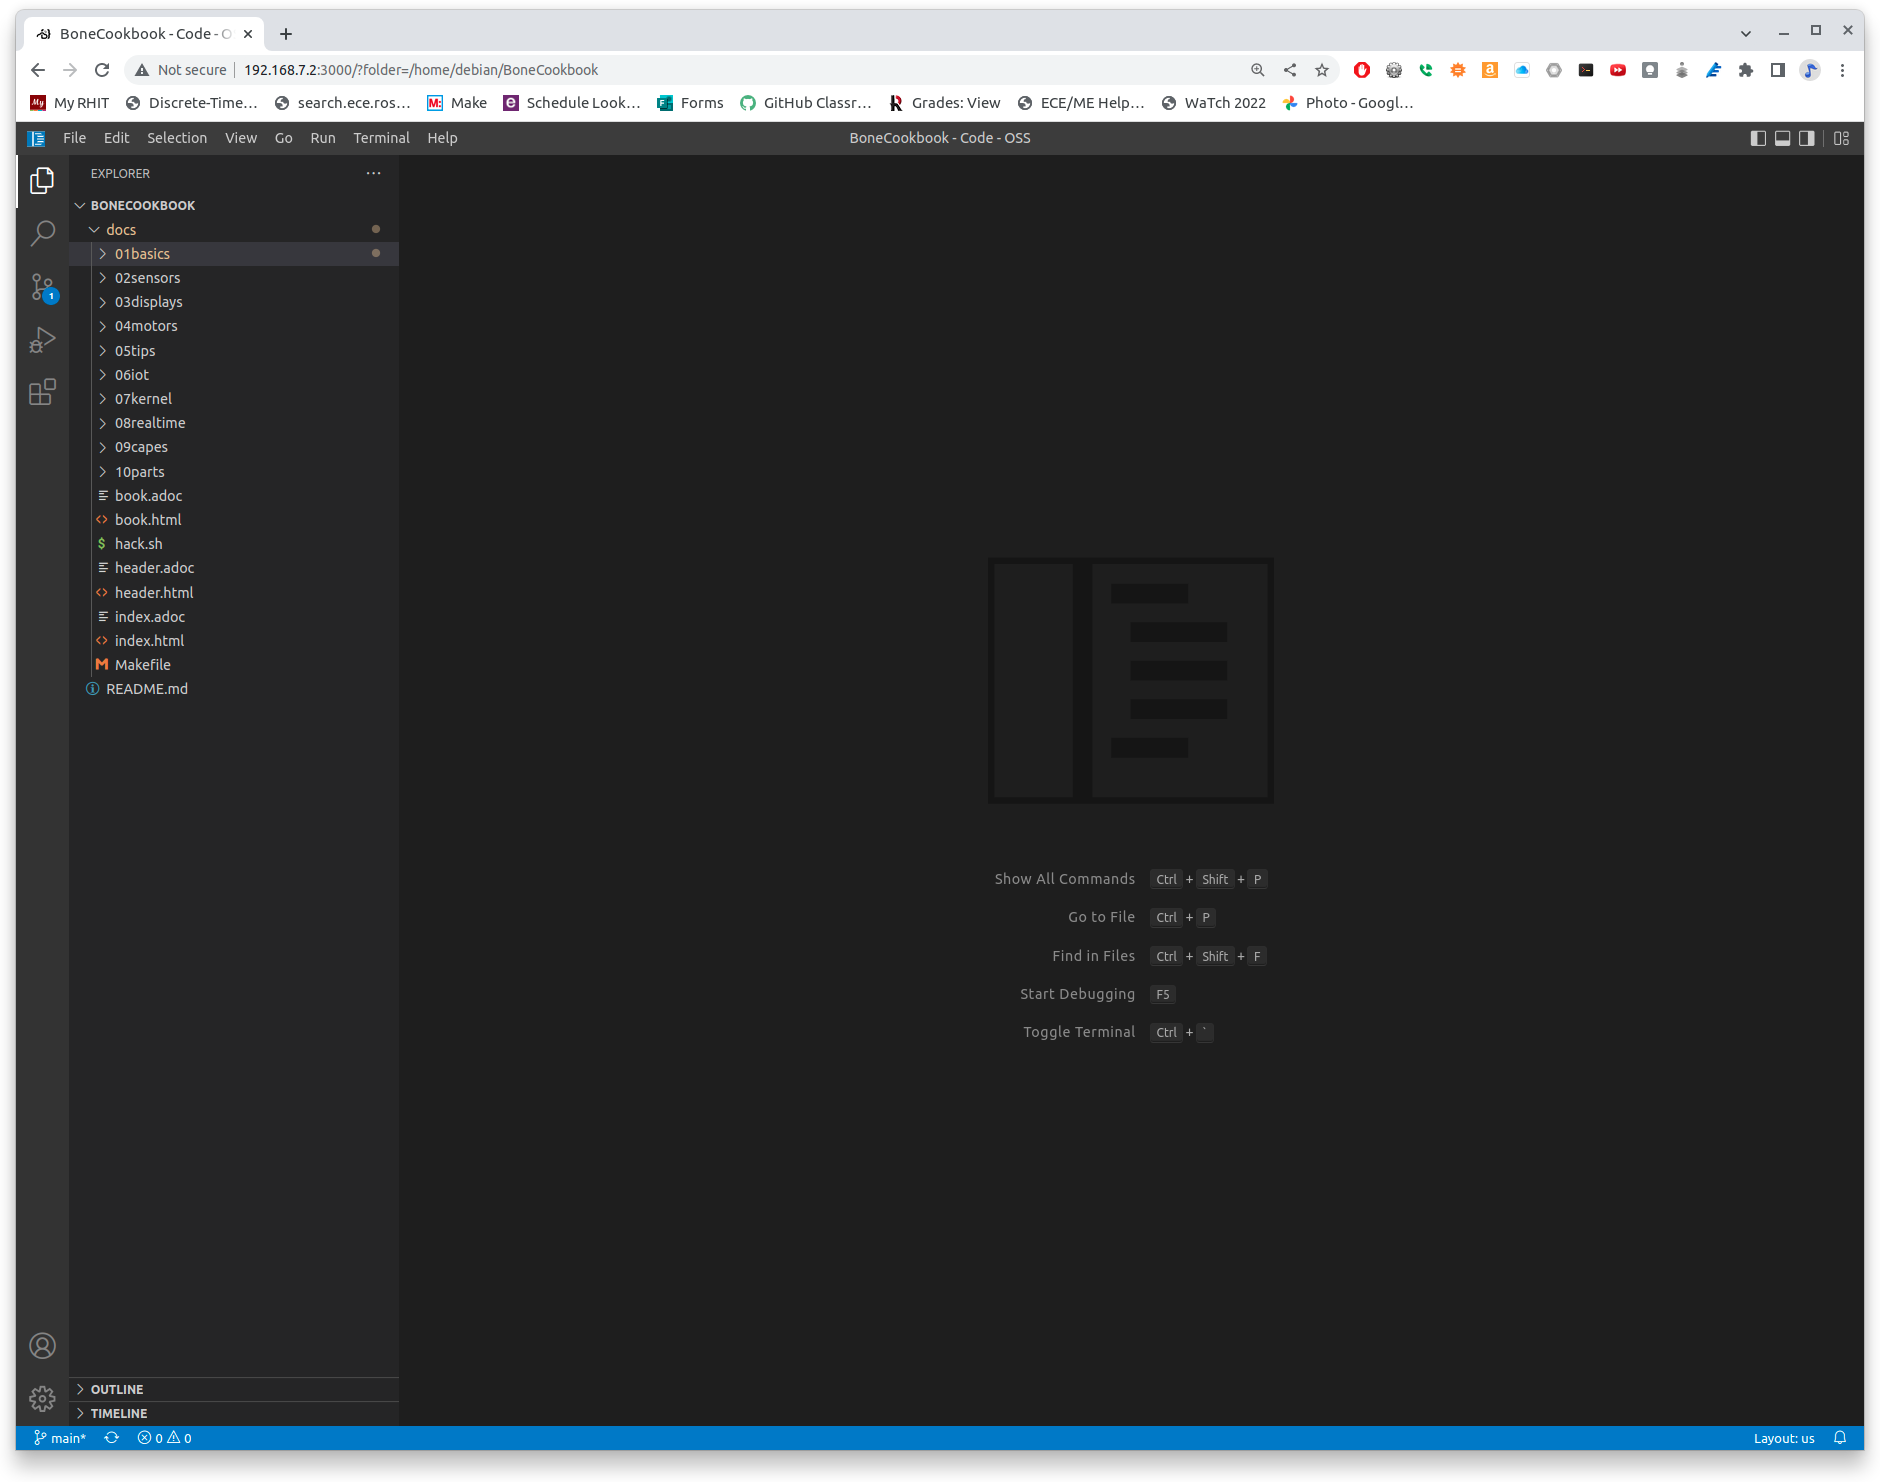 BoneCookbook - Code - O
Not secure 192.168.7.2:3000/?folder=/home/debian/BoneCookbook
My RHIT Discrete-Time... search.ece.ros... M: Make e Schedule Look... Forms GitHub Classr... Grades: View ECE/ME Help... WaTch 2022 Photo - Googl...
File Edit Selection View Go Run Terminal Help BoneCookbook - Code - OSS
EXPLORER ...
BONECOOKBOOK
docs
01basics
02sensors
1
03displays
04motors
05tips
06iot
07kernel
08realtime
09capes
10parts
book.adoc
book.html
$ hack.sh
header.adoc
header.html
index.adoc
index.html
M Makefile
README.md
Show All Commands Ctrl + Shift + P
Go to File Ctrl + P
Find in Files Ctrl + Shift + F
Start Debugging F5
Toggle Terminal Ctrl + `
OUTLINE
TIMELINE
main* 0 0 Layout: us